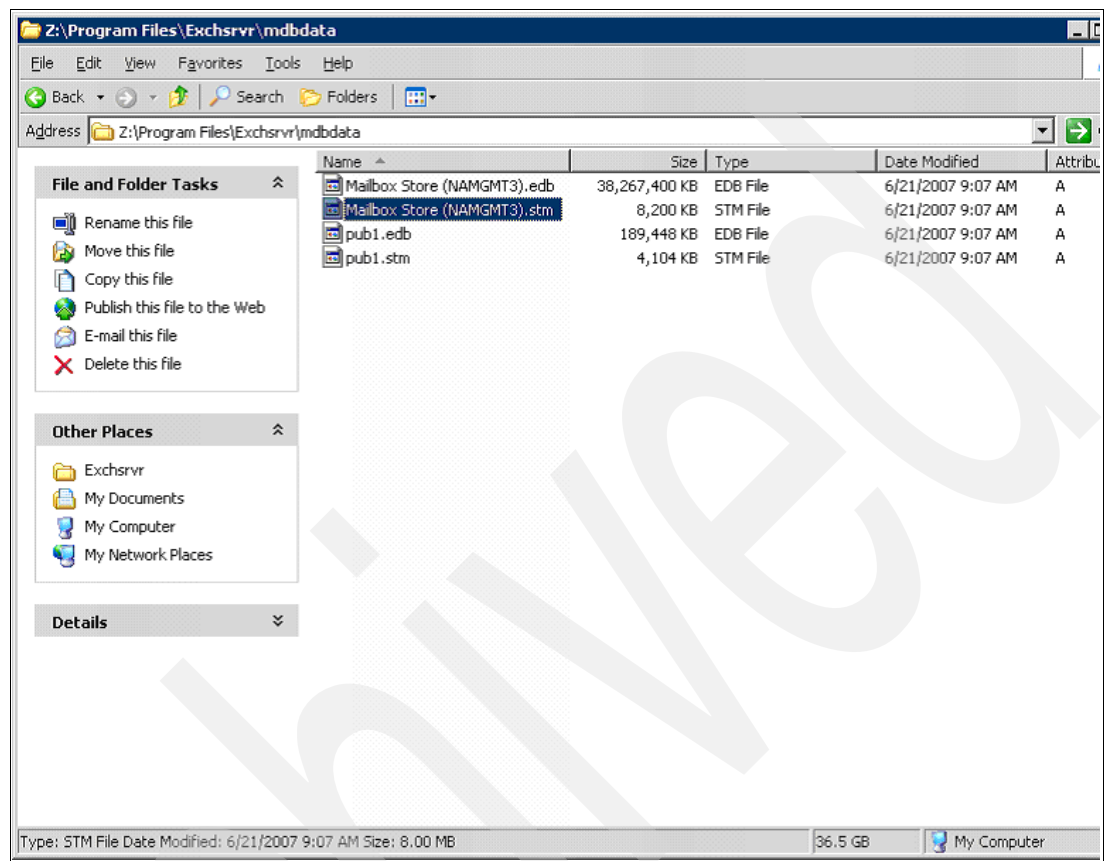 Z:\Program Files\Exchsrvr\mdbdata
File Edit View Favorites Tools Help
Back Search Folders
Address Z:\Program Files\Exchsrvr\mdbdata
Name Size Type Date Modified Attribu
File and Folder Tasks
Rename this file
Move this file
Copy this file
Publish this file to the Web
E-mail this file
Delete this file
Mailbox Store (NAMGMT3).edb 38,267,400 KB EDB File 6/21/2007 9:07 AM A
Mailbox Store (NAMGMT3).stm 8,200 KB STM File 6/21/2007 9:07 AM A
pub1.edb 189,448 KB EDB File 6/21/2007 9:07 AM A
pub1.stm 4,104 KB STM File 6/21/2007 9:07 AM A
Other Places
Exchsrvr
My Documents
My Computer
My Network Places
Details
Type: STM File Date Modified: 6/21/2007 9:07 AM Size: 8.00 MB 36.5 GB My Computer
hived